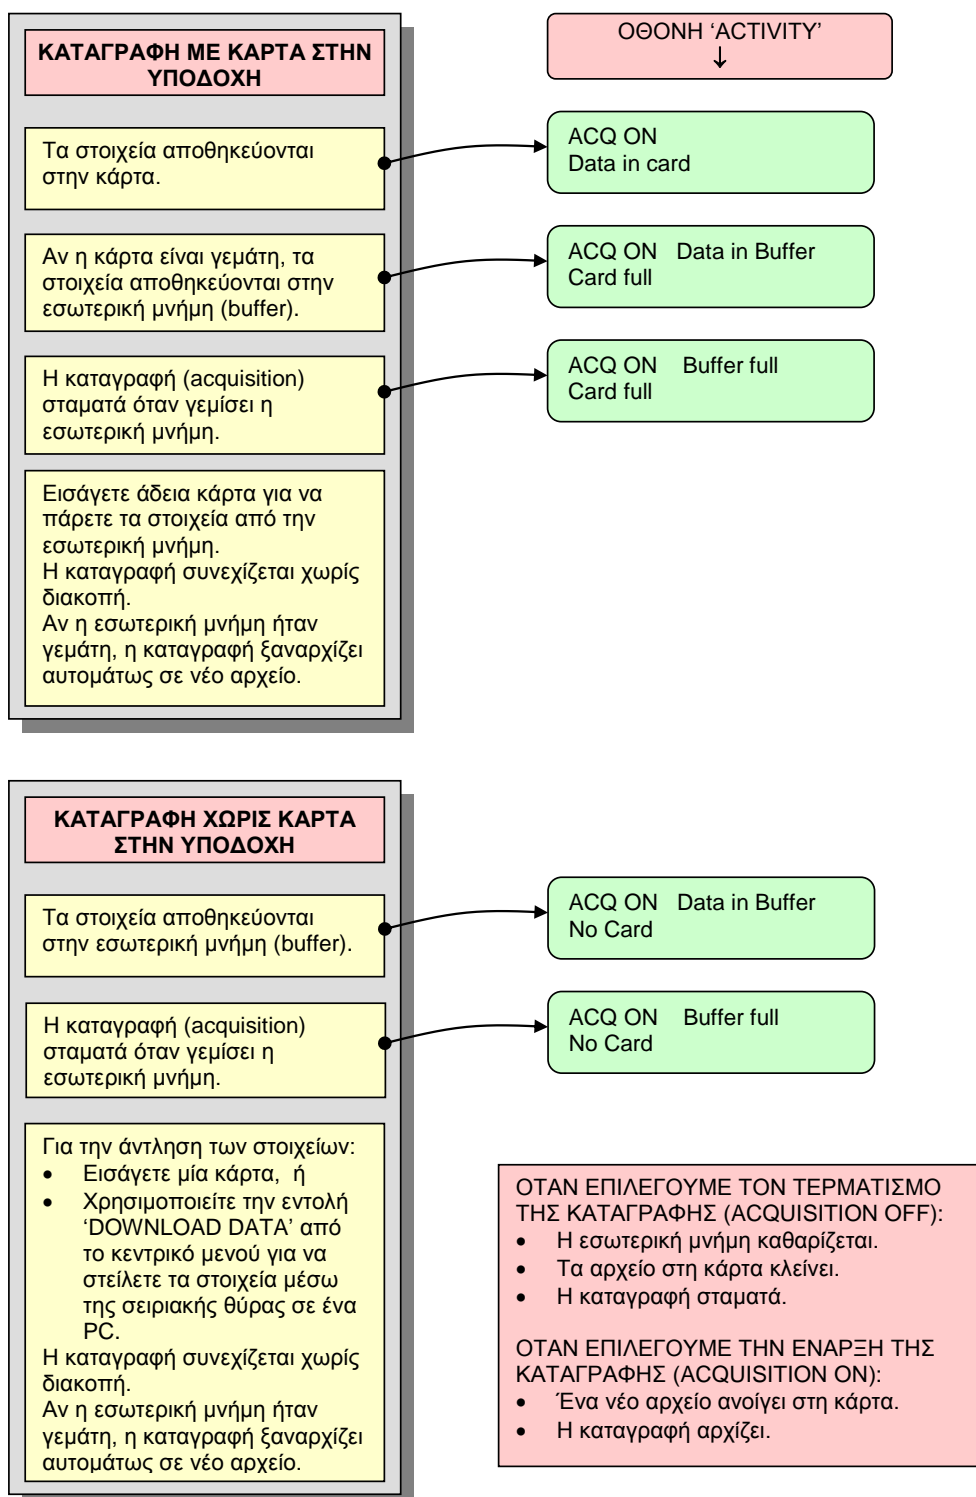 ΚΑΤΑΓΡΑΦΗ ΜΕ ΚΑΡΤΑ ΣΤΗΝ
ΥΠΟΔΟΧΗ
ΟΘΟΝΗ ‘ACTIVITY’
↓
Τα στοιχεία αποθηκεύονται
στην κάρτα.
ACQ ON
Data in card
Αν η κάρτα είναι γεμάτη, τα
στοιχεία αποθηκεύονται στην
εσωτερική μνήμη (buffer).
ACQ ON   Data in Buffer
Card full
Η καταγραφή (acquisition)
σταματά όταν γεμίσει η
εσωτερική μνήμη.
ACQ ON    Buffer full
Card full
Εισάγετε άδεια κάρτα για να
πάρετε τα στοιχεία από την
εσωτερική μνήμη.
Η καταγραφή συνεχίζεται χωρίς
διακοπή.
Αν η εσωτερική μνήμη ήταν
γεμάτη, η καταγραφή ξαναρχίζει
αυτομάτως σε νέο αρχείο.
ΚΑΤΑΓΡΑΦΗ ΧΩΡΙΣ ΚΑΡΤΑ
ΣΤΗΝ ΥΠΟΔΟΧΗ
Τα στοιχεία αποθηκεύονται
στην εσωτερική μνήμη (buffer).
ACQ ON   Data in Buffer
No Card
Η καταγραφή (acquisition)
σταματά όταν γεμίσει η
εσωτερική μνήμη.
ACQ ON    Buffer full
No Card
Για την άντληση των στοιχείων:
• Εισάγετε μία κάρτα,  ή
• Χρησιμοποιείτε την εντολή
‘DOWNLOAD DATA’ από
το κεντρικό μενού για να
στείλετε τα στοιχεία μέσω
της σειριακής θύρας σε ένα
PC.
Η καταγραφή συνεχίζεται χωρίς
διακοπή.
Αν η εσωτερική μνήμη ήταν
γεμάτη, η καταγραφή ξαναρχίζει
αυτομάτως σε νέο αρχείο.
ΟΤΑΝ ΕΠΙΛΕΓΟΥΜΕ ΤΟΝ ΤΕΡΜΑΤΙΣΜΟ
ΤΗΣ ΚΑΤΑΓΡΑΦΗΣ (ACQUISITION OFF):
• Η εσωτερική μνήμη καθαρίζεται.
• Τα αρχείο στη κάρτα κλείνει.
• Η καταγραφή σταματά.
ΟΤΑΝ ΕΠΙΛΕΓΟΥΜΕ ΤΗΝ ΕΝΑΡΞΗ ΤΗΣ
ΚΑΤΑΓΡΑΦΗΣ (ACQUISITION ON):
• Ένα νέο αρχείο ανοίγει στη κάρτα.
• Η καταγραφή αρχίζει.